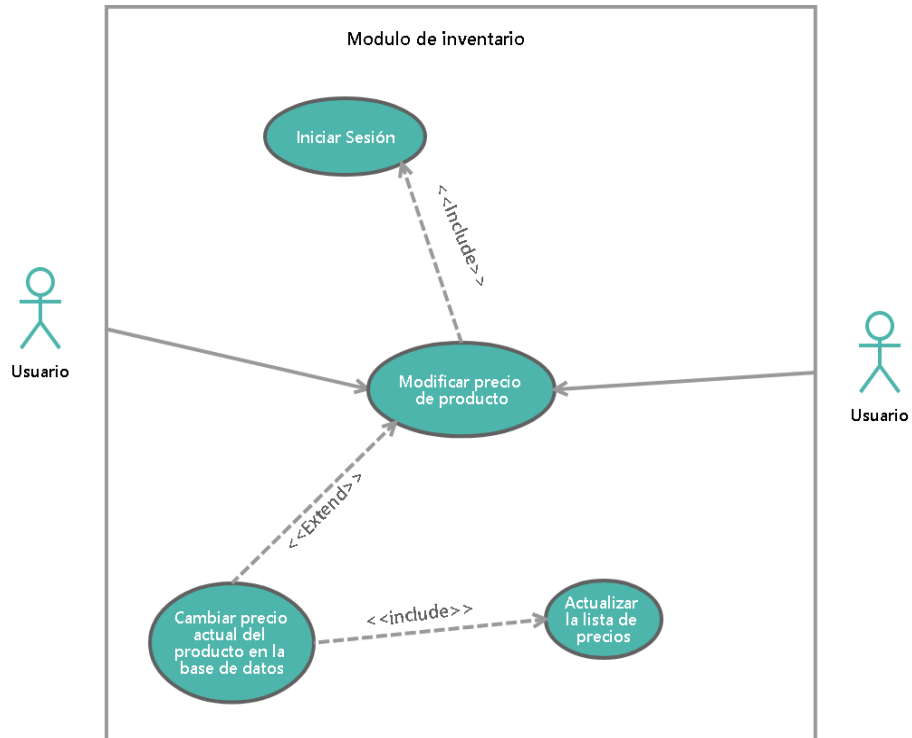 Modulo de inventario
Iniciar Sesión
<<Include>>
Usuario
Modificar precio
de producto
Usuario
<<Extend>>
Cambiar precio
actual del
producto en la
base de datos
<<include>>
Actualizar
la lista de
precios